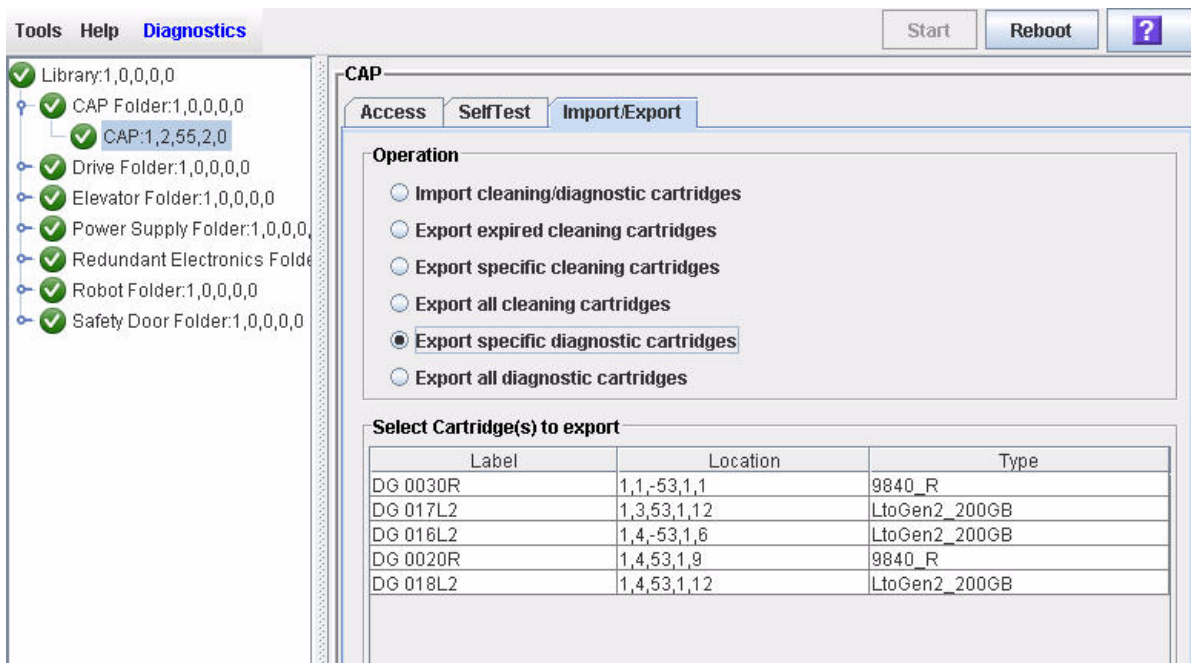 Tools Help Diagnostics
Start Reboot ?
Library:1,0,0,0,0
CAP Folder:1,0,0,0,0
CAP:1,2,55,2,0
Drive Folder:1,0,0,0,0
Elevator Folder:1,0,0,0,0
Power Supply Folder:1,0,0,0,
Redundant Electronics Folde
Robot Folder:1,0,0,0,0
Safety Door Folder:1,0,0,0,0
CAP
Access SelfTest Import/Export
Operation
Import cleaning/diagnostic cartridges
Export expired cleaning cartridges
Export specific cleaning cartridges
Export all cleaning cartridges
Export specific diagnostic cartridges
Export all diagnostic cartridges
Select Cartridge(s) to export
Label Location Type
DG 0030R 1,1,-53,1,1 9840_R
DG 017L2 1,3,53,1,12 LtoGen2_200GB
DG 016L2 1,4,-53,1,6 LtoGen2_200GB
DG 0020R 1,4,53,1,9 9840_R
DG 018L2 1,4,53,1,12 LtoGen2_200GB